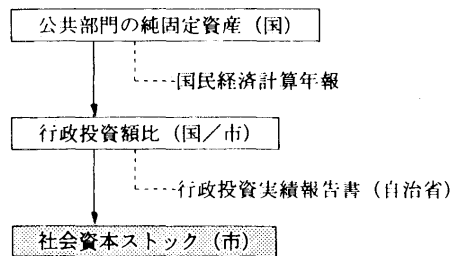 公共部門の純固定資産（国）
国民経済計算年報
行政投資額比（国／市）
行政投資実績報告書（自治省）
社会資本ストック（市）